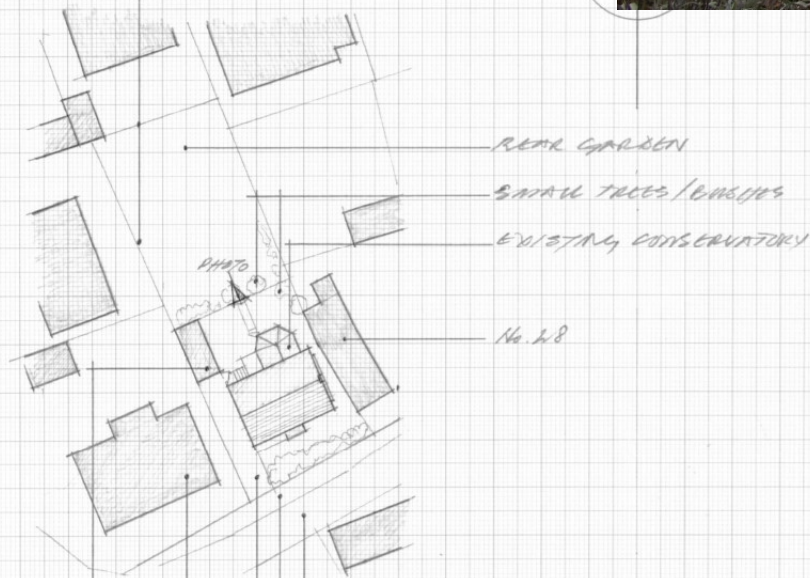 REAR GARDEN
SMALL TREES/BUSHES
EXISTING CONSERVATORY
PHOTO
No. 28